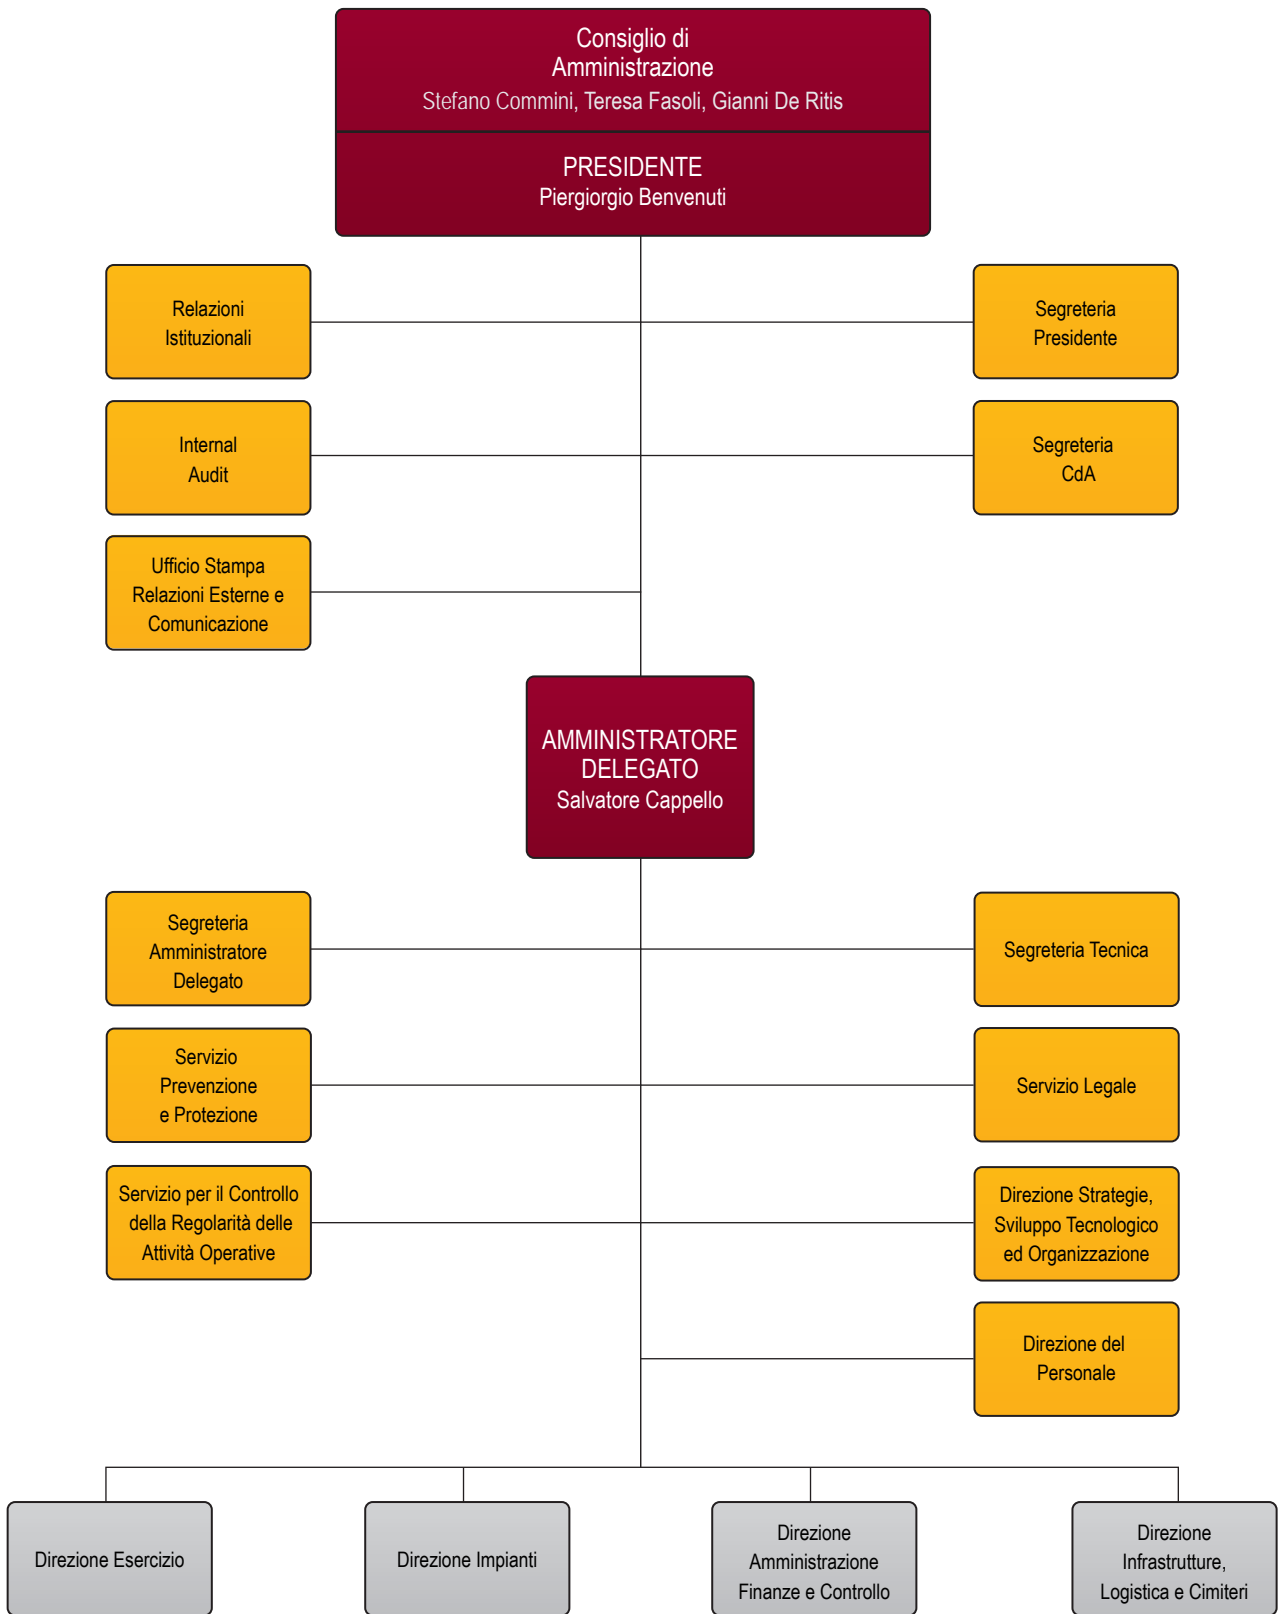 Consiglio di
Amministrazione
Stefano Commini, Teresa Fasoli, Gianni De Ritis
PRESIDENTE
Piergiorgio Benvenuti
Relazioni
Istituzionali
Segreteria
Presidente
Internal
Audit
Segreteria
CdA
Ufficio Stampa
Relazioni Esterne e
Comunicazione
AMMINISTRATORE
DELEGATO
Salvatore Cappello
Segreteria
Amministratore
Delegato
Segreteria Tecnica
Servizio
Prevenzione
e Protezione
Servizio Legale
Servizio per il Controllo
della Regolarità delle
Attività Operative
Direzione Strategie,
Sviluppo Tecnologico
ed Organizzazione
Direzione del
Personale
Direzione Esercizio
Direzione Impianti
Direzione
Amministrazione
Finanze e Controllo
Direzione
Infrastrutture,
Logistica e Cimiteri